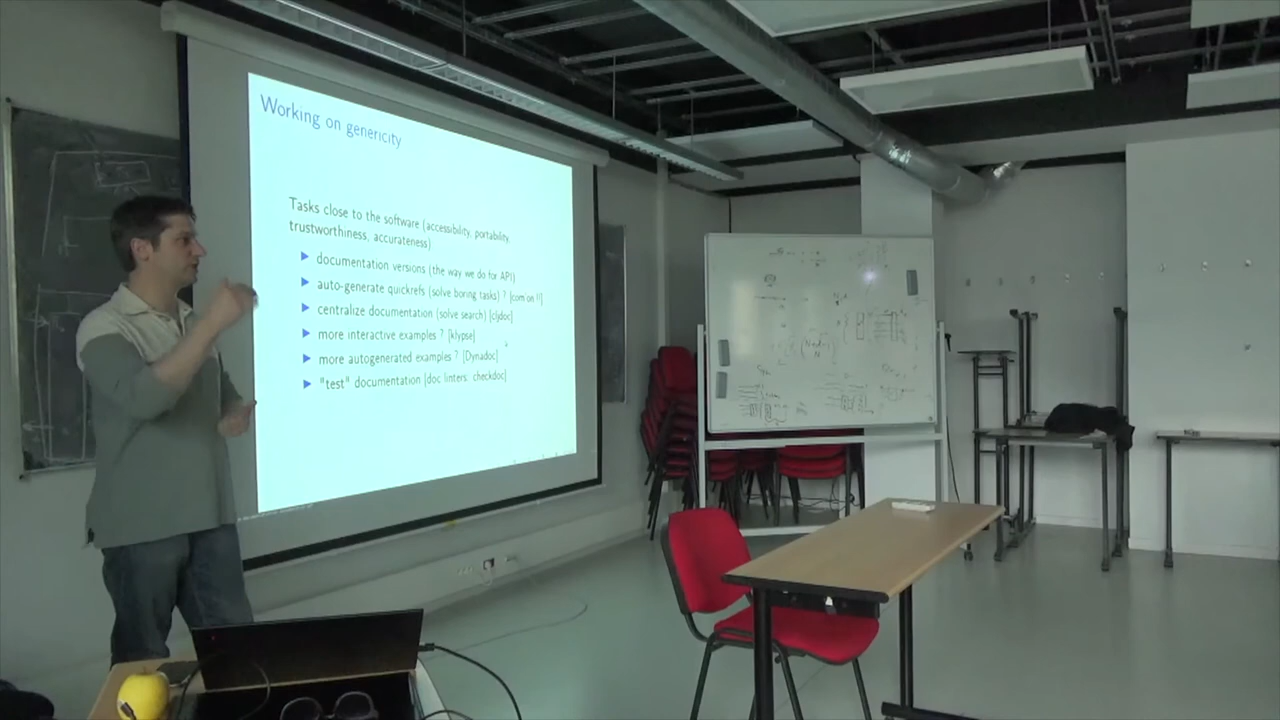 Working on genericity
Tasks close to the software (accessibility, portability,
trustworthiness, accurateness)
documentation versions (the way we do for API)
auto-generate quickrefs (solve boring tasks) ? [com on !!]
centralize documentation (solve search) [cljdoc]
more interactive examples ? [klypse]
more autogenerated examples ? [Dynadoc]
"test" documentation [doc linters: checkdoc]